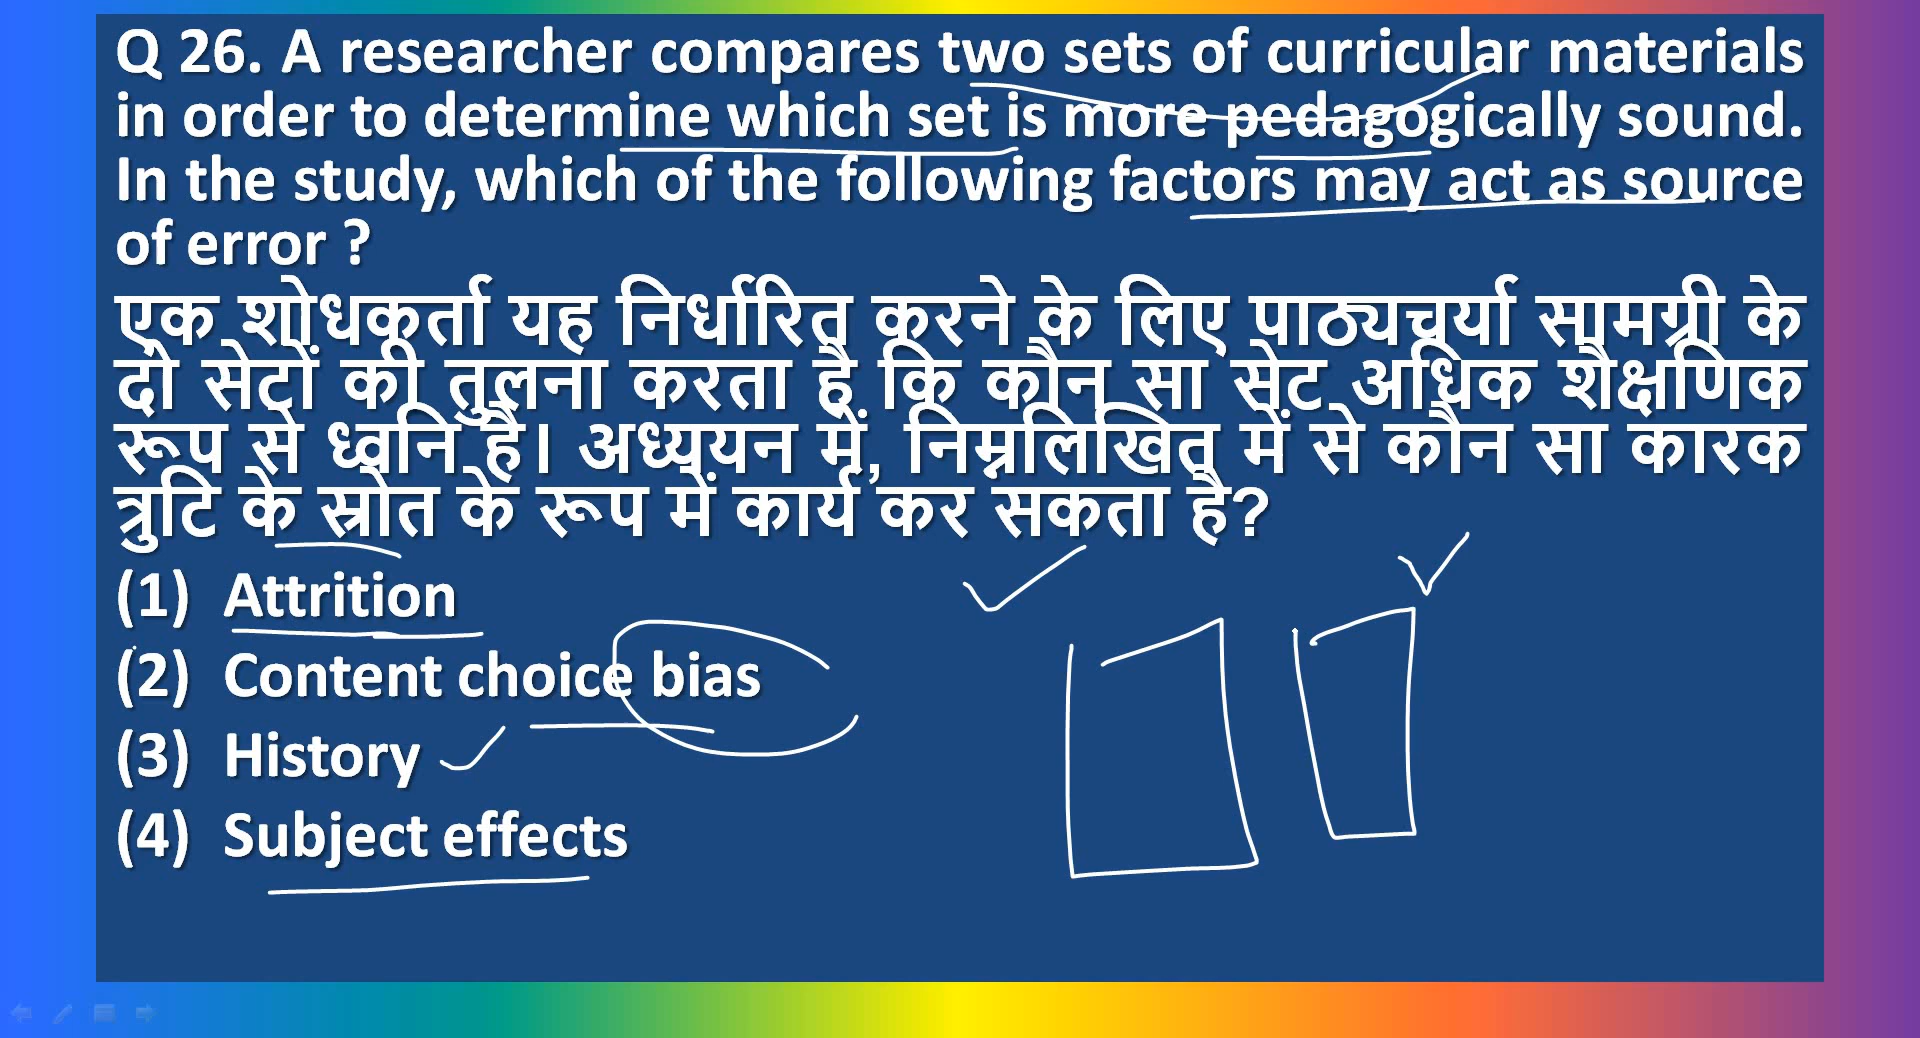 Q 26. A researcher compares two sets of curricular materials
in order to determine which set is more pedagogically sound.
In the study, which of the following factors may act as source
of error ?
एक शोधकर्ता यह निर्धारित करने के लिए पाठ्यचर्या सामग्री के
दो सेटों की तुलना करता है कि कौन सा सेट अधिक शैक्षणिक
रूप से ध्वनि है। अध्ययन में, निम्नलिखित में से कौन सा कारक
त्रुटि के स्रोत के रूप में कार्य कर सकता है?
(1) Attrition
(2) Content choice bias
(3) History
(4) Subject effects